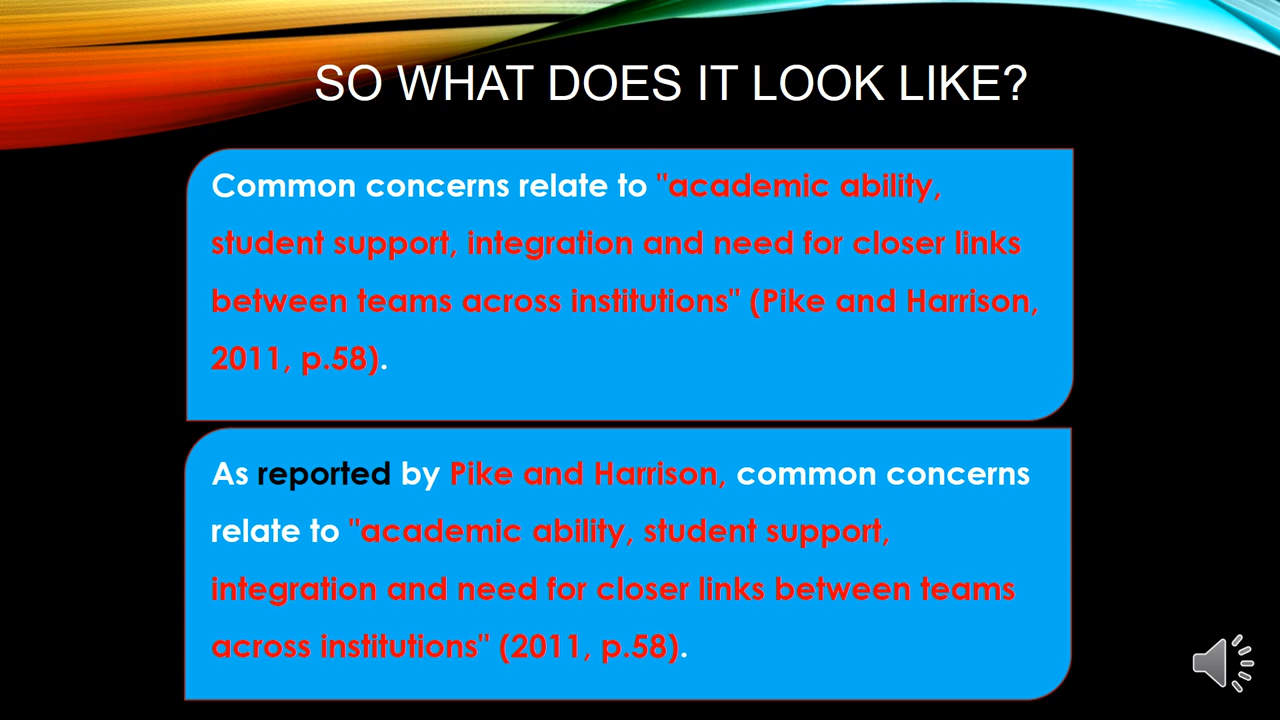 SO WHAT DOES IT LOOK LIKE?
Common concerns relate to "academic ability,
student support, integration and need for closer links
between teams across institutions" (Pike and Harrison,
2011, p.58).
As reported by Pike and Harrison, common concerns
relate to "academic ability, student support,
integration and need for closer links between teams
across institutions" (2011, p.58).